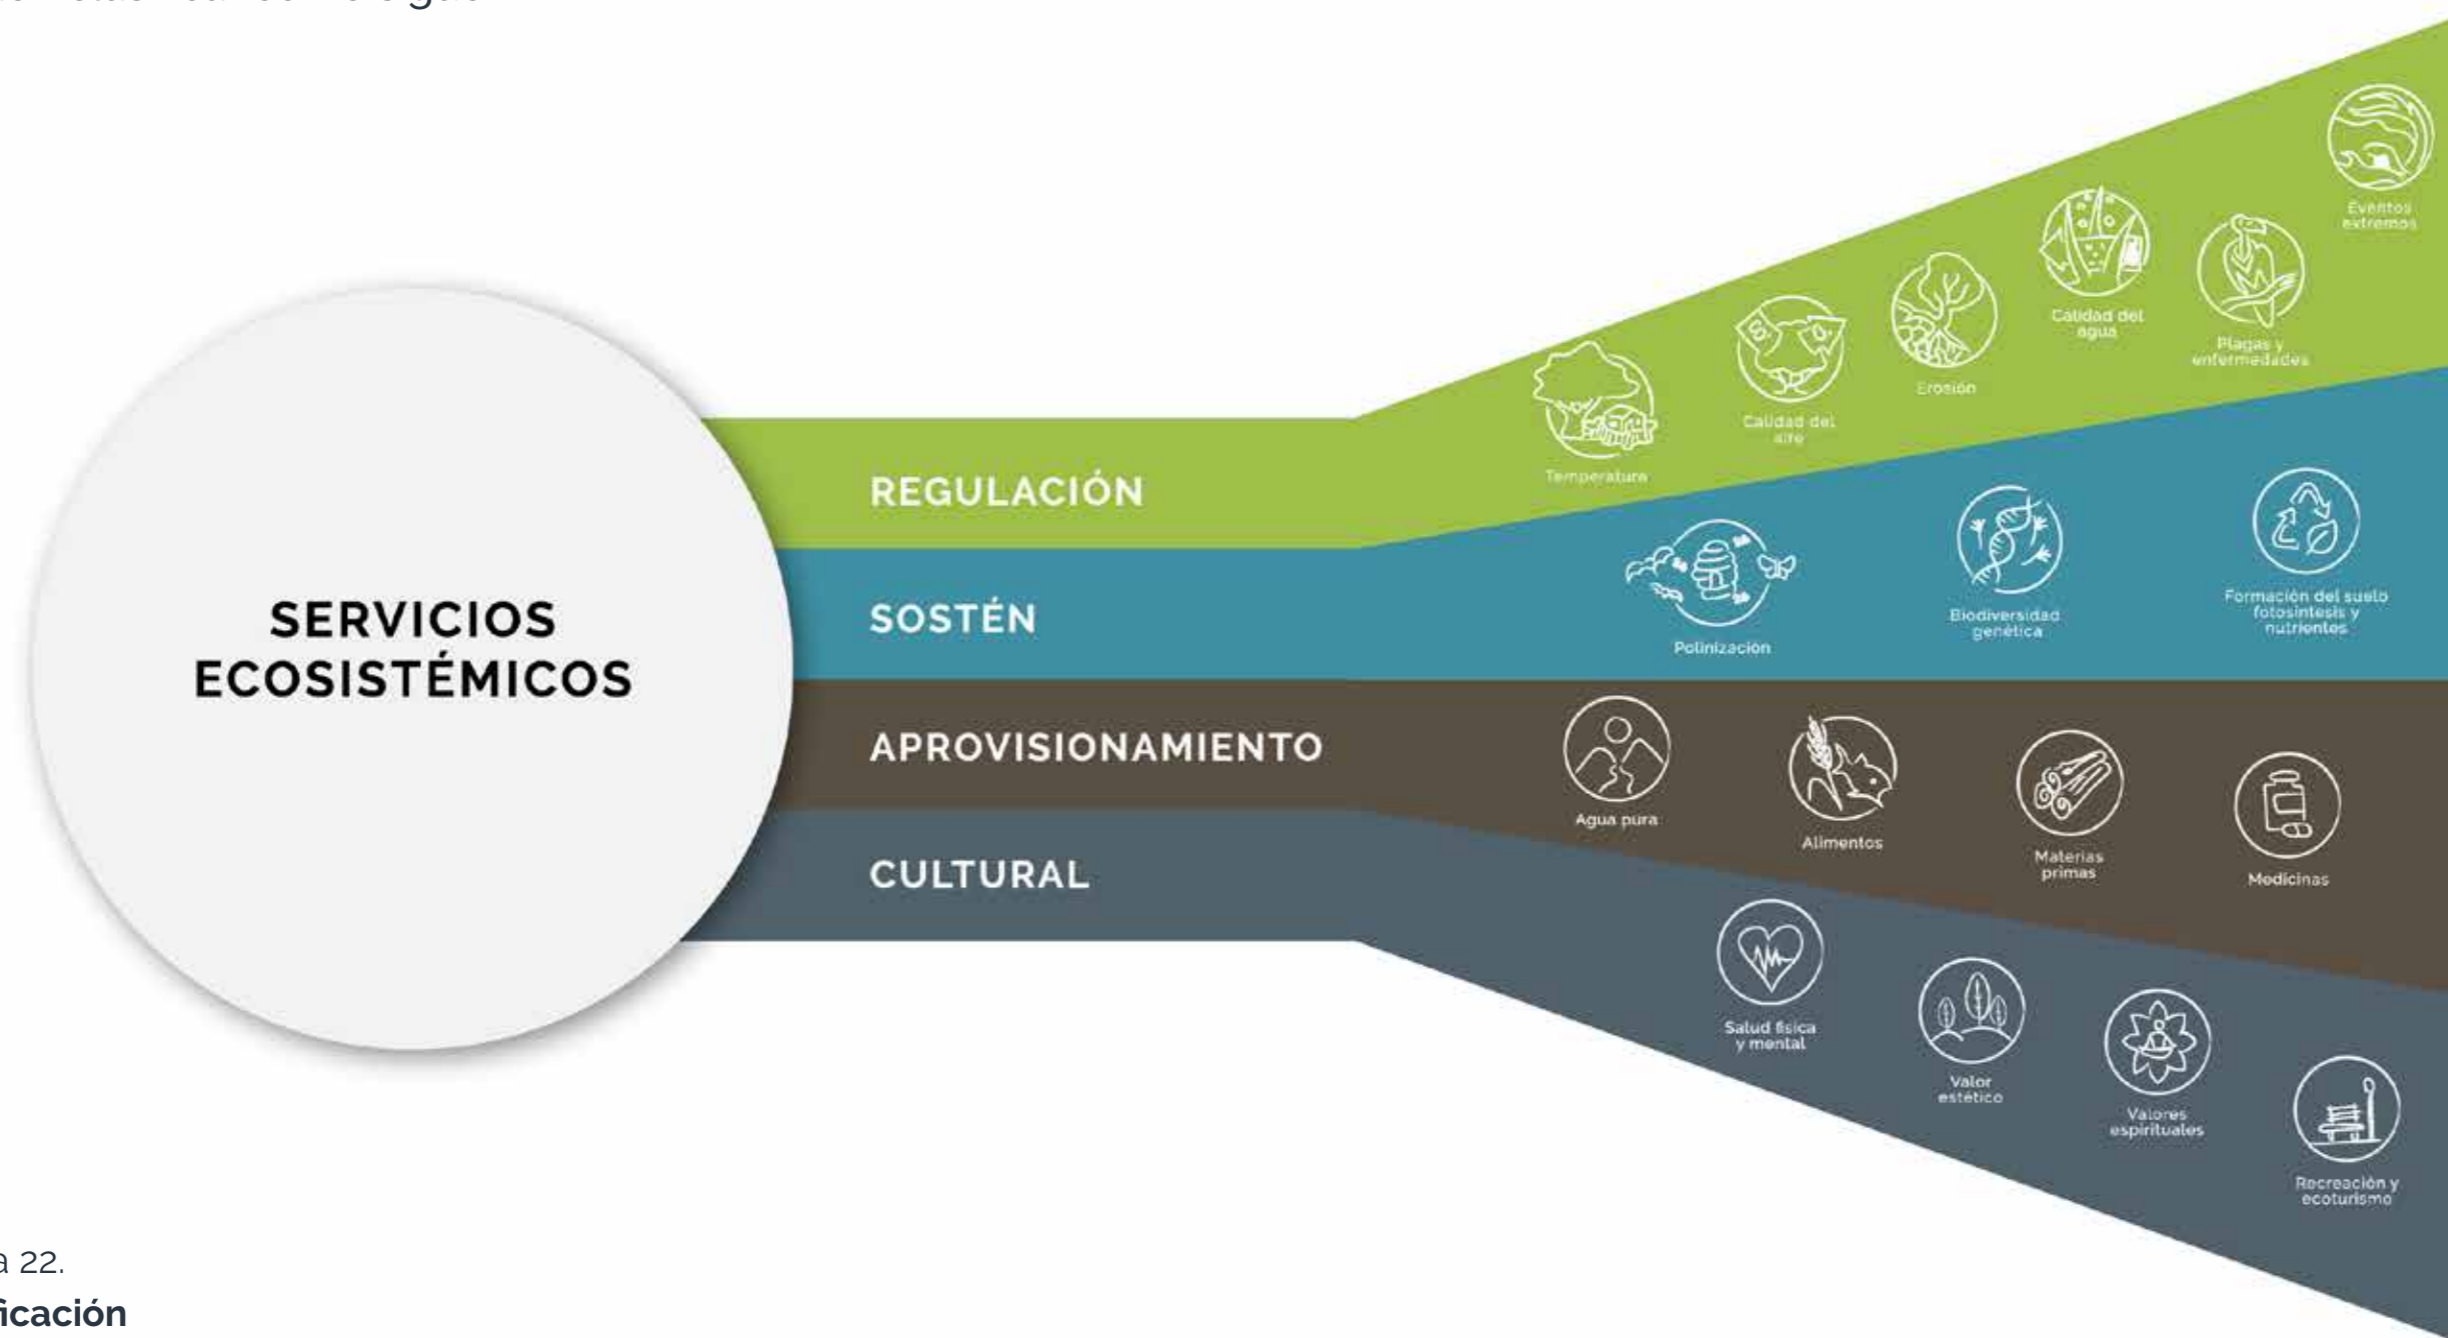 SERVICIOS
ECOSISTÉMICOS
REGULACIÓN
Temperatura
Calidad del
aire
Erosión
Calidad del
agua
Plagas y
enfermedades
Eventos
extremos
SOSTÉN
Polinización
Biodiversidad
genética
Formación del suelo
fotosíntesis y
nutrientes
APROVISIONAMIENTO
Agua pura
Alimentos
Materias
primas
Medicinas
CULTURAL
Salud física
y mental
Valor
estético
Valores
espirituales
Recreación y
ecoturismo
22.